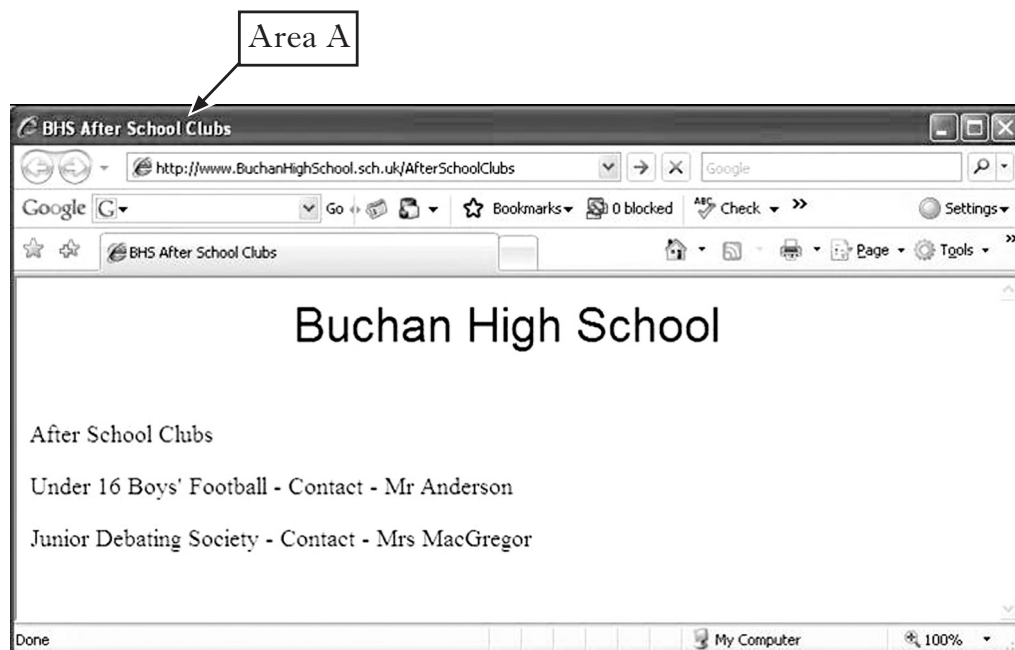 Area A
BHS After School Clubs
http://www.BuchanHighSchool.sch.uk/AfterSchoolClubs Google
Google G Go Bookmarks 0 blocked ABC Check » Settings
BHS After School Clubs Page Tools »
Buchan High School
After School Clubs
Under 16 Boys' Football - Contact - Mr Anderson
Junior Debating Society - Contact - Mrs MacGregor
Done My Computer 100%